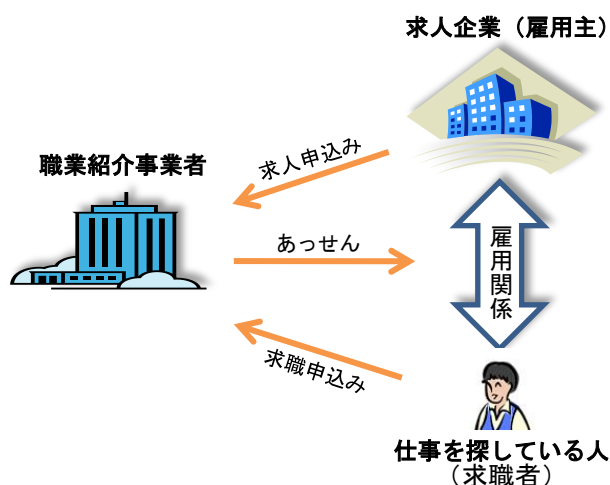 求人企業（雇用主）
職業紹介事業者
求人申込み
あっせん
雇用関係
求職申込み
仕事を探している人
（求職者）